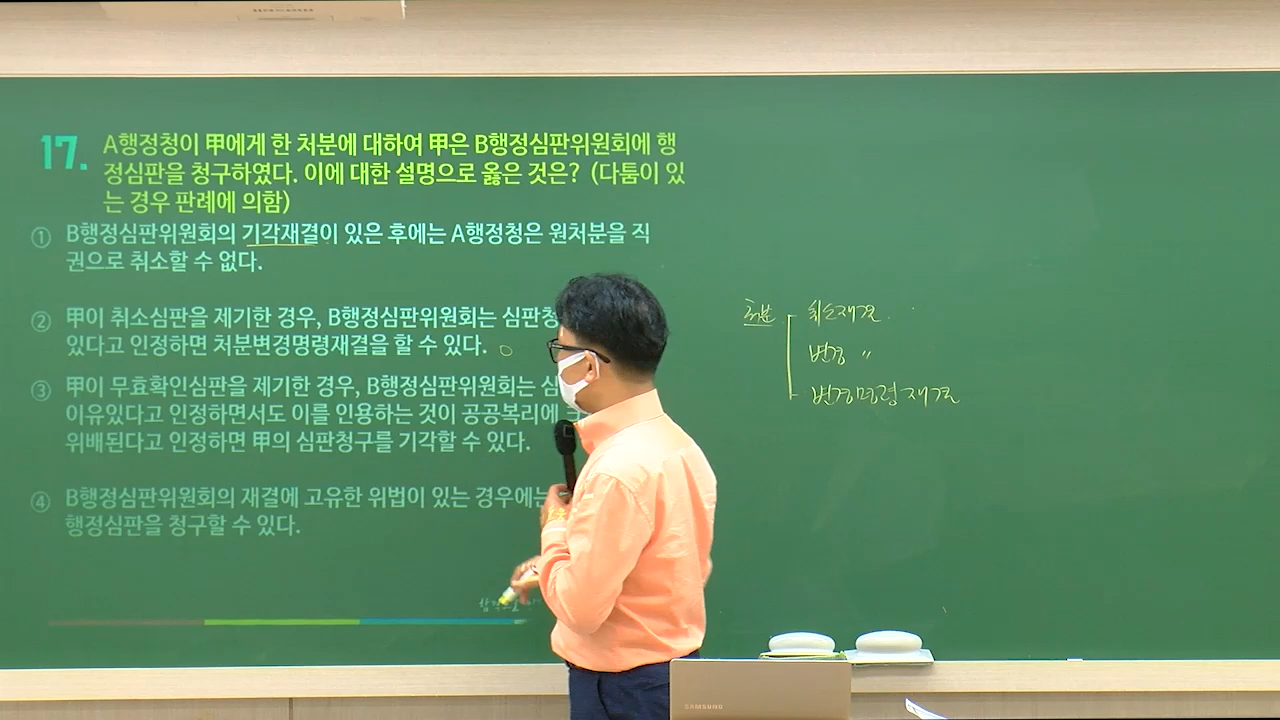 17. A행정청이 甲에게 한 처분에 대하여 甲은 B행정심판위원회에 행
정심판을 청구하였다. 이에 대한 설명으로 옳은 것은? (다툼이 있
는 경우 판례에 의함)
① B행정심판위원회의 기각재결이 있은 후에는 A행정청은 원처분을 직
권으로 취소할 수 없다.
② 甲이 취소심판을 제기한 경우, B행정심판위원회는 심판청
있다고 인정하면 처분변경명령재결을 할 수 있다.
③ 甲이 무효확인심판을 제기한 경우, B행정심판위원회는 심
이유있다고 인정하면서도 이를 인용하는 것이 공공복리에 크
위배된다고 인정하면 甲의 심판청구를 기각할 수 있다.
④ B행정심판위원회의 재결에 고유한 위법이 있는 경우에는
행정심판을 청구할 수 있다.
처분 취소재결
변경 〃
변경명령재결
SAMSUNG